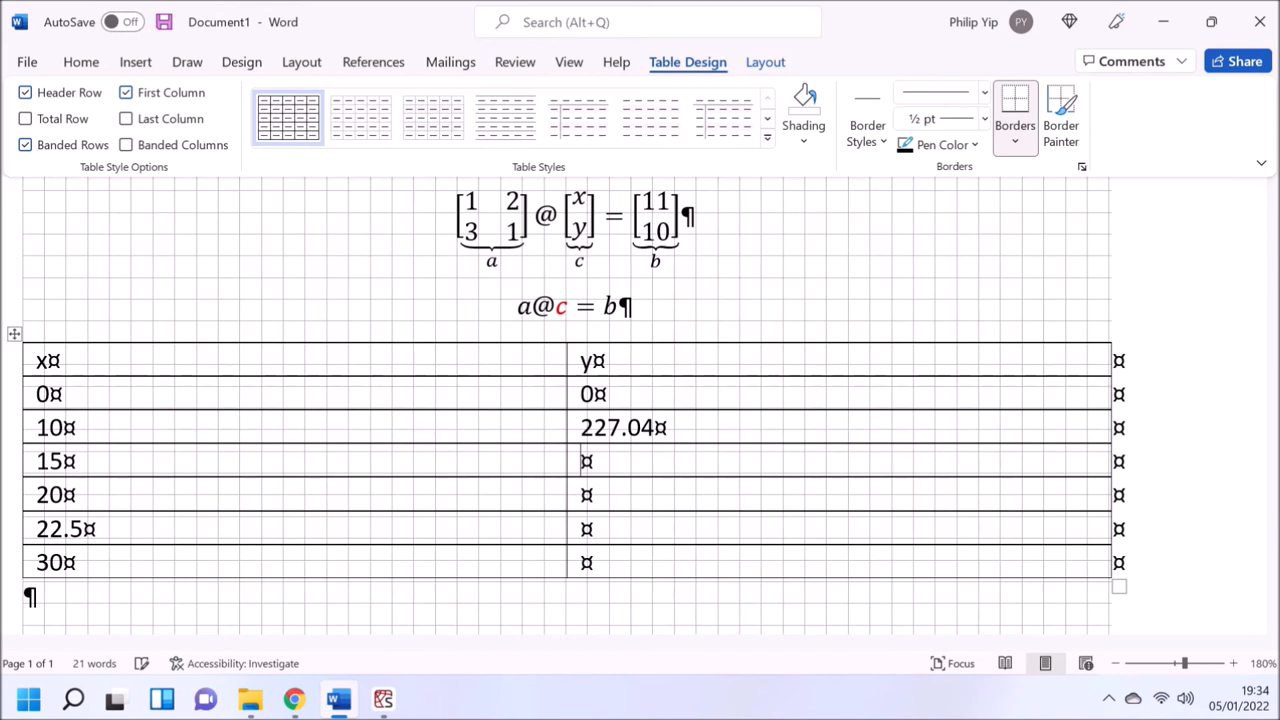 AutoSave Off Document1 - Word Search (Alt+Q) Philip Yip PY
File Home Insert Draw Design Layout References Mailings Review View Help Table Design Layout Comments Share
Header Row First Column
Total Row Last Column
Banded Rows Banded Columns
Table Style Options
Table Styles
Shading
Border Styles
½ pt
Pen Color
Borders
Border Painter
Borders
[1 2 @ [x = [11 ¶
3 1] y] 10]
a c b
a@c = b¶
x¤ y¤ ¤
0¤ 0¤ ¤
10¤ 227.04¤ ¤
15¤ ¤ ¤
20¤ ¤ ¤
22.5¤ ¤ ¤
30¤ ¤ ¤
¶
Page 1 of 1 21 words Accessibility: Investigate Focus 180%
19:34
05/01/2022